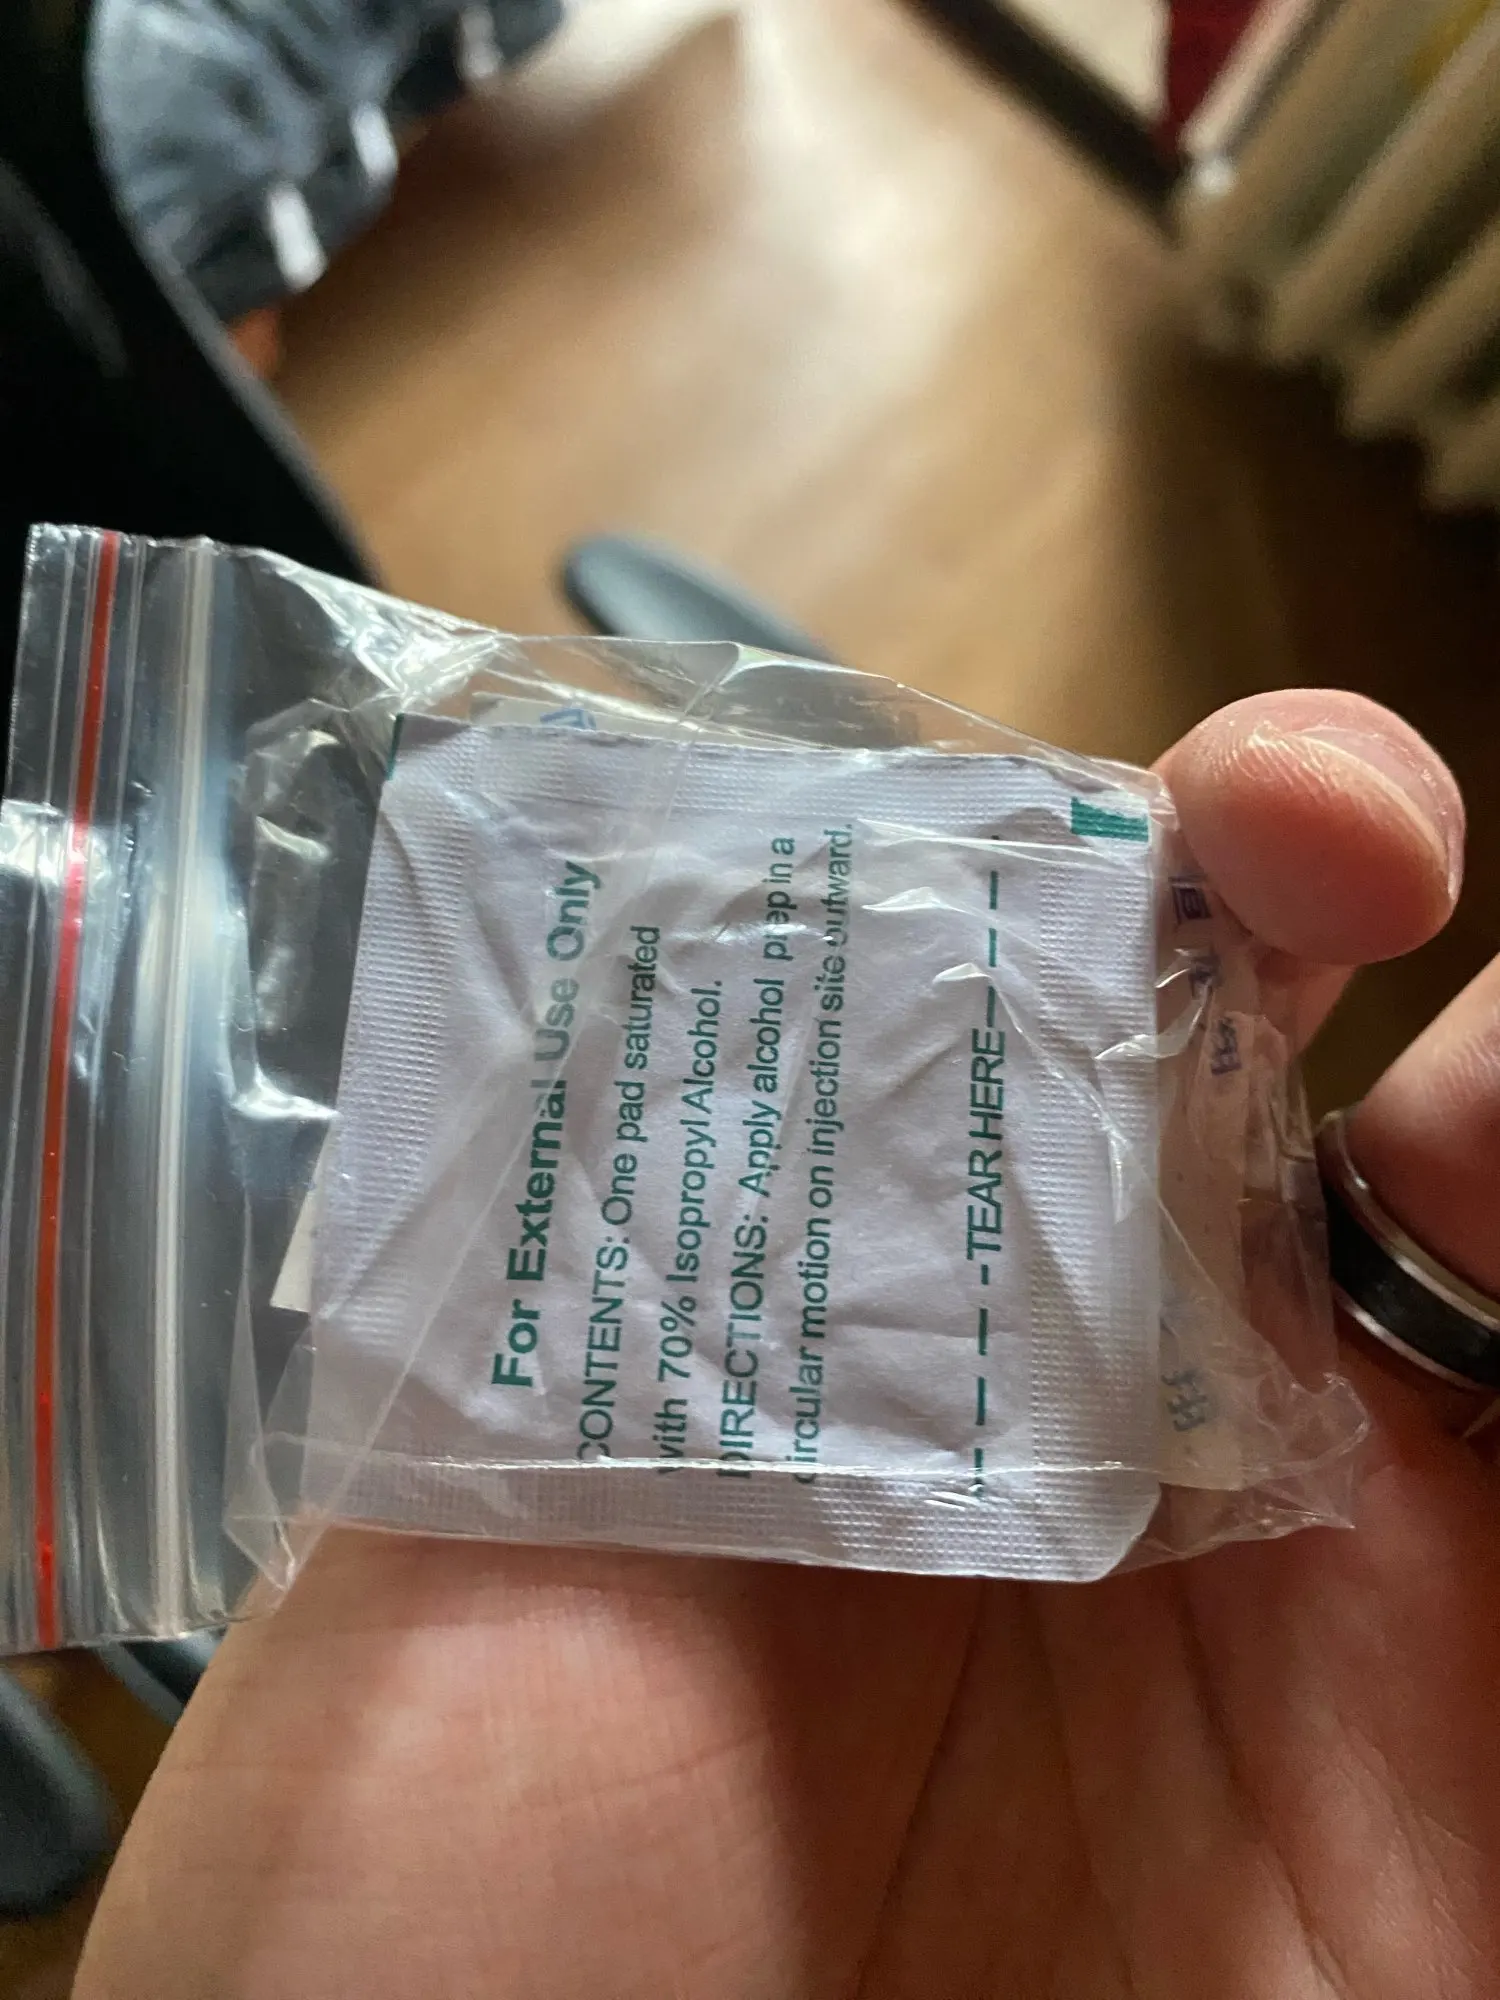 For External Use Only
CONTENTS: One pad saturated
with 70% Isopropyl Alcohol.
DIRECTIONS: Apply alcohol prep in a
circular motion on injection site outward.
TEAR HERE